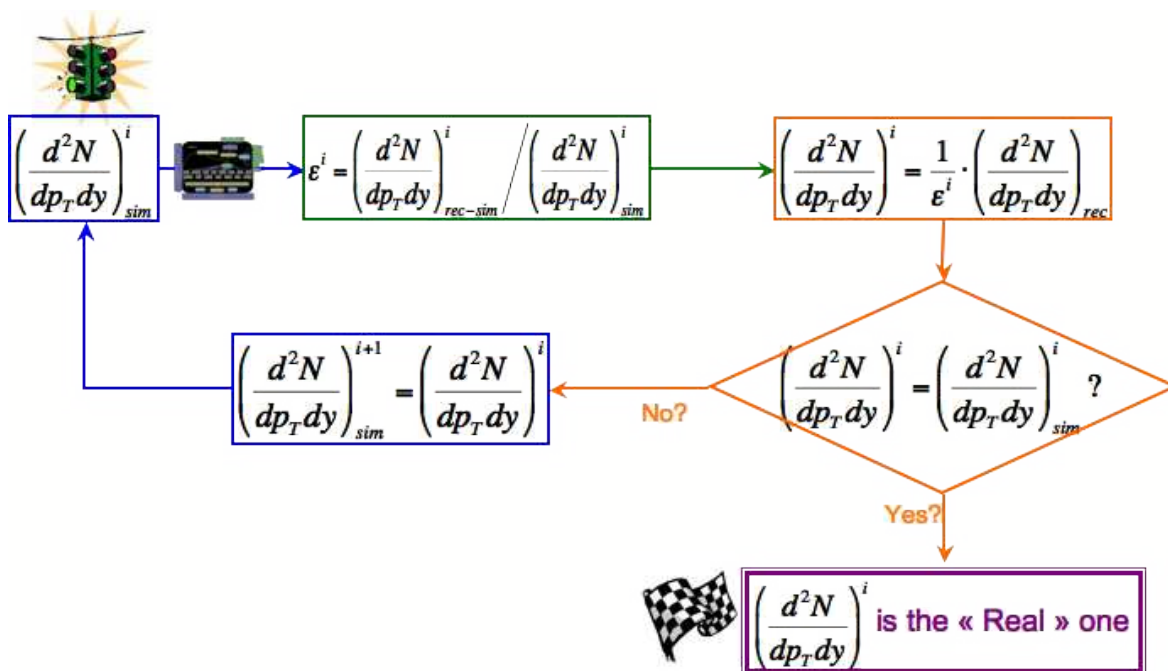 (d²N/dp_T dy)^i_sim
ε^i = (d²N/dp_T dy)^i_rec-sim / (d²N/dp_T dy)^i_sim
(d²N/dp_T dy)^i = 1/ε^i · (d²N/dp_T dy)_rec
(d²N/dp_T dy)^i = (d²N/dp_T dy)^i_sim ?
No?
(d²N/dp_T dy)^i+1_sim = (d²N/dp_T dy)^i
Yes?
(d²N/dp_T dy)^i is the « Real » one